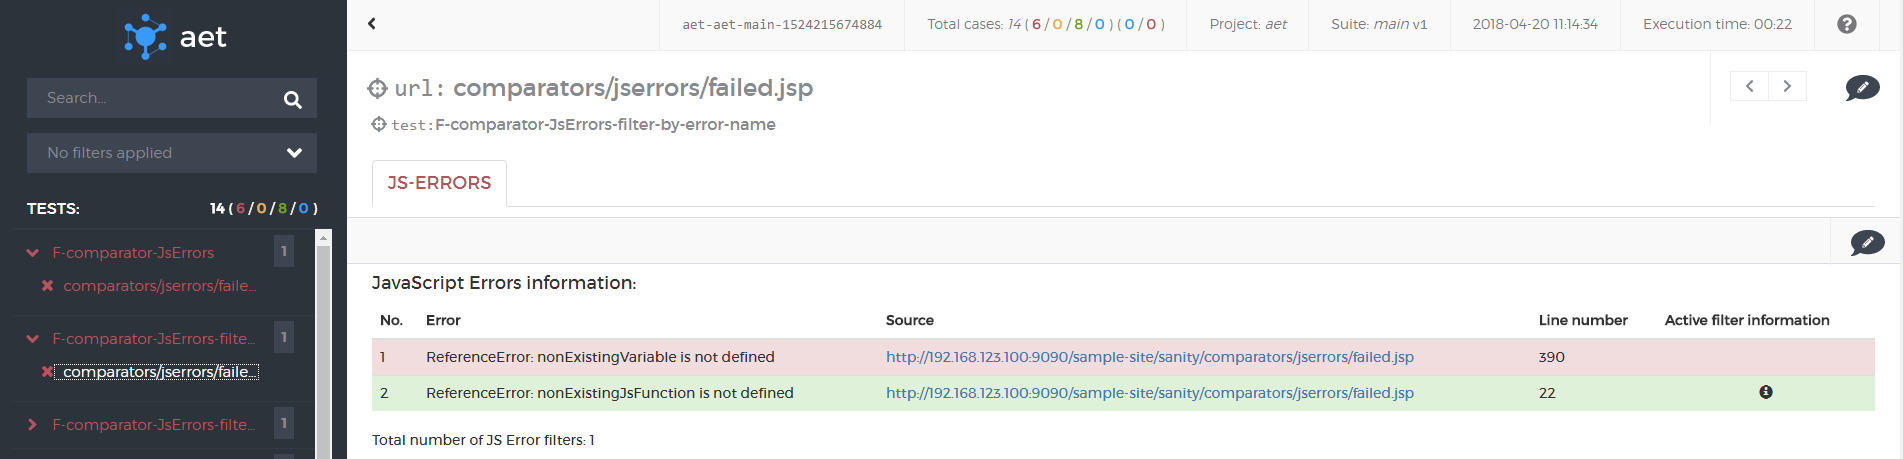 aet
Search...
No filters applied
TESTS: 14 ( 6 / 0 / 8 / 0 )
F-comparator-JsErrors 1
comparators/jserrors/faile...
F-comparator-JsErrors-filte... 1
comparators/jserrors/faile...
F-comparator-JsErrors-filte... 1
aet-aet-main-1524215674884 Total cases: 14 ( 6 / 0 / 8 / 0 ) ( 0 / 0 ) Project: aet Suite: main v1 2018-04-20 11:14:34 Execution time: 00:22 ?
url: comparators/jserrors/failed.jsp
test:F-comparator-JsErrors-filter-by-error-name
JS-ERRORS
JavaScript Errors information:
No. Error Source Line number Active filter information
1 ReferenceError: nonExistingVariable is not defined http://192.168.123.100:9090/sample-site/sanity/comparators/jserrors/failed.jsp 390
2 ReferenceError: nonExistingJsFunction is not defined http://192.168.123.100:9090/sample-site/sanity/comparators/jserrors/failed.jsp 22
Total number of JS Error filters: 1